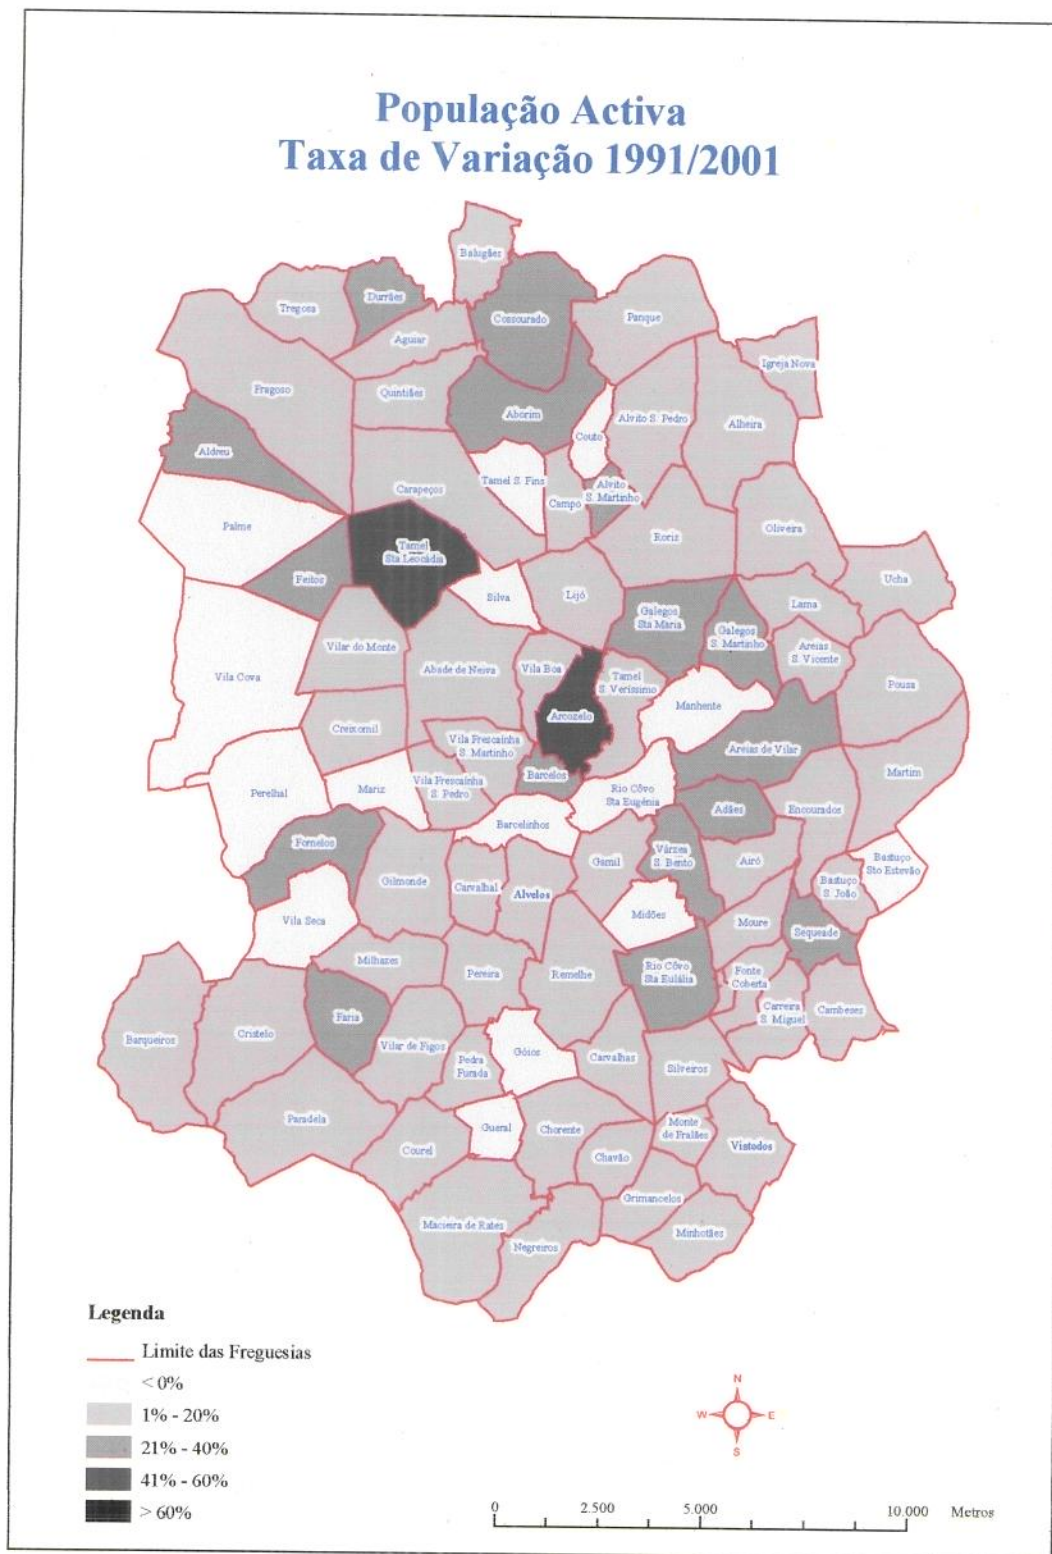 População Activa
Taxa de Variação 1991/2001
Balugães
Durrães
Tregosa
Cossourado
Panque
Aguiar
Igreja Nova
Fragoso
Quintiães
Aborim
Alvito S. Pedro
Alheira
Couto
Aldreu
Tamel S. Fins
Alvito
S. Martinho
Carapeços
Campo
Palme
Oliveira
Roriz
Tamel
Sta Leocádia
Feitos
Ucha
Silva
Lijó
Lama
Galegos
Sta Maria
Galegos
S. Martinho
Vilar do Monte
Areias
S. Vicente
Abade de Neiva
Vila Boa
Tamel
S. Veríssimo
Vila Cova
Pousa
Manhente
Arcozelo
Creixomil
Vila Frescaínha
S. Martinho
Areias de Vilar
Martim
Barcelos
Vila Frescaínha
S. Pedro
Mariz
Perelhal
Rio Côvo
Sta Eugénia
Adães
Encourados
Barcelinhos
Fornelos
Várzea
S. Bento
Airó
Bastuço
Sto Estevão
Gamil
Gilmonde
Carvalhal
Alvelos
Bastuço
S. João
Midões
Vila Seca
Moure
Sequeade
Milhazes
Pereira
Remelhe
Rio Côvo
Sta Eulália
Fonte
Coberta
Carreira
S. Miguel
Cambeses
Faria
Cristelo
Barqueiros
Vilar de Figos
Góios
Pedra
Furada
Carvalhas
Silveiros
Paradela
Gueral
Chorente
Monte
de Fralães
Viatodos
Courel
Chavão
Grimancelos
Macieira de Rates
Minhotães
Negreiros
Legenda
Limite das Freguesias
< 0%
1% - 20%
21% - 40%
41% - 60%
> 60%
N
W
E
S
0 2.500 5.000 10.000 Metros